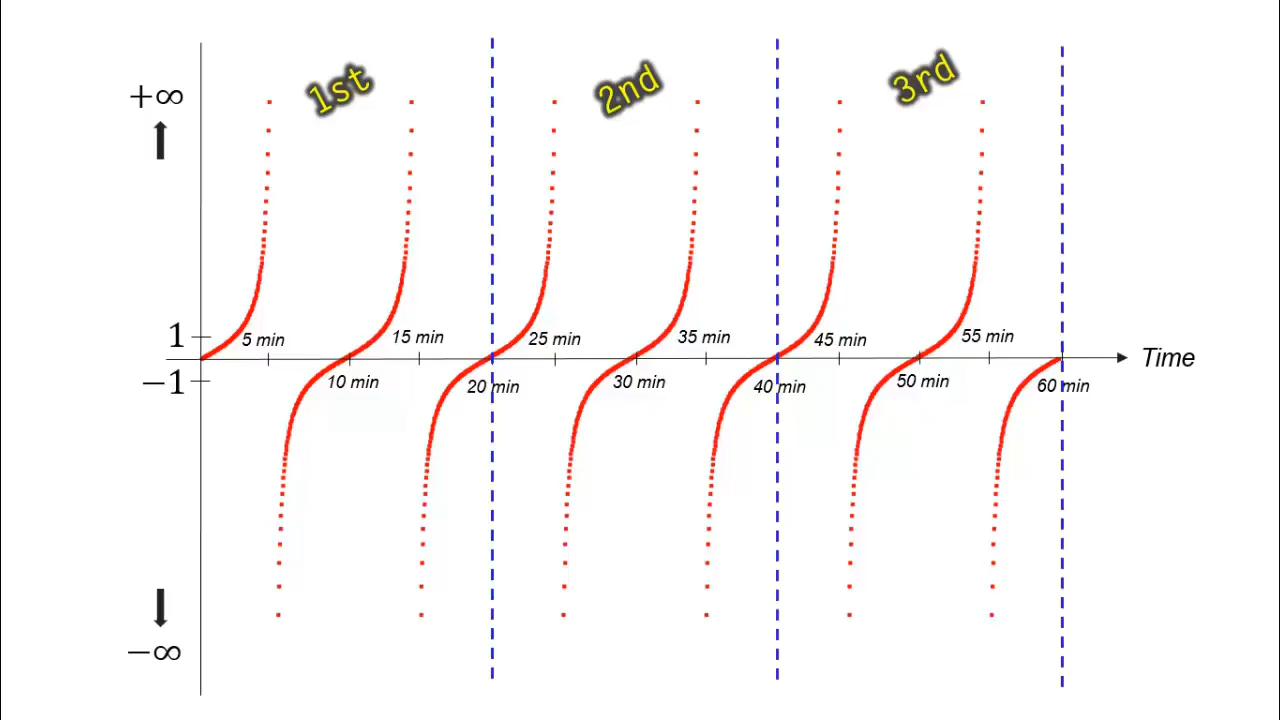 1st
2nd
3rd
+∞
1
5 min
15 min
25 min
35 min
45 min
55 min
Time
−1
10 min
20 min
30 min
40 min
50 min
60 min
−∞